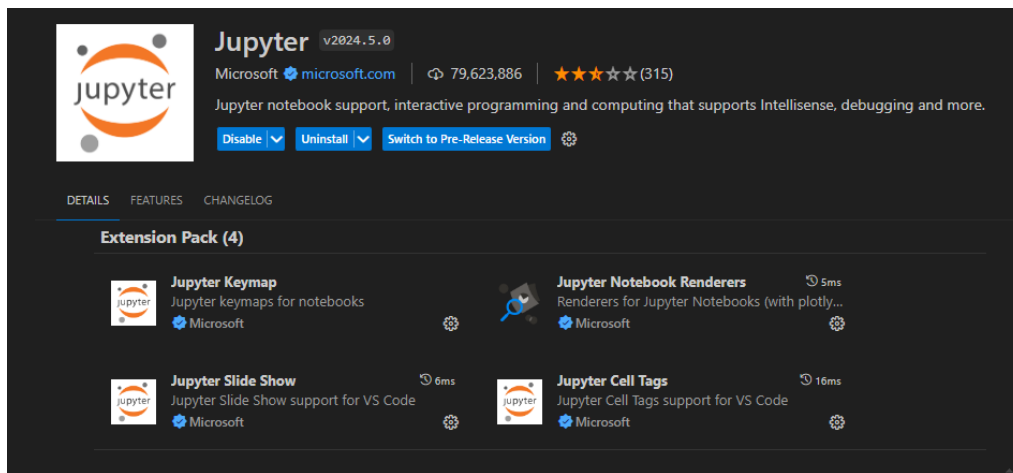 jupyter
Jupyter v2024.5.0
Microsoft microsoft.com 79,623,886 (315)
Jupyter notebook support, interactive programming and computing that supports Intellisense, debugging and more.
Disable Uninstall Switch to Pre-Release Version
DETAILS FEATURES CHANGELOG
Extension Pack (4)
jupyter
Jupyter Keymap
Jupyter keymaps for notebooks
Microsoft
Jupyter Notebook Renderers 5ms
Renderers for Jupyter Notebooks (with plotly...
Microsoft
jupyter
Jupyter Slide Show 6ms
Jupyter Slide Show support for VS Code
Microsoft
jupyter
Jupyter Cell Tags 16ms
Jupyter Cell Tags support for VS Code
Microsoft